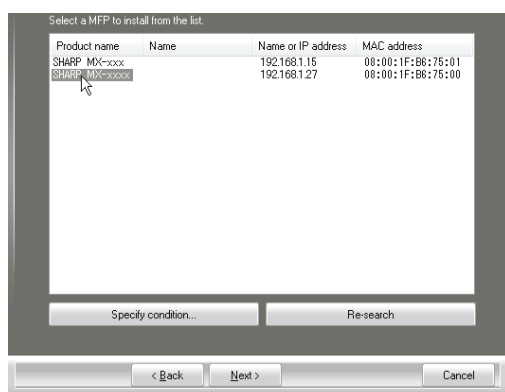 Select a MFP to install from the list.
Product name Name Name or IP address MAC address
SHARP MX-xxx 192.168.1.15 08:00:1F:B6:75:01
SHARP MX-xxxx 192.168.1.27 08:00:1F:B6:75:00
Specify condition... Re-search
< Back Next > Cancel